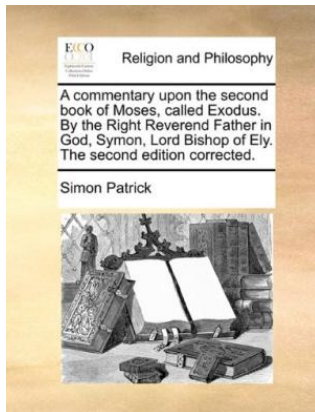 ECCO
Religion and Philosophy
A commentary upon the second
book of Moses, called Exodus.
By the Right Reverend Father in
God, Symon, Lord Bishop of Ely.
The second edition corrected.
Simon Patrick